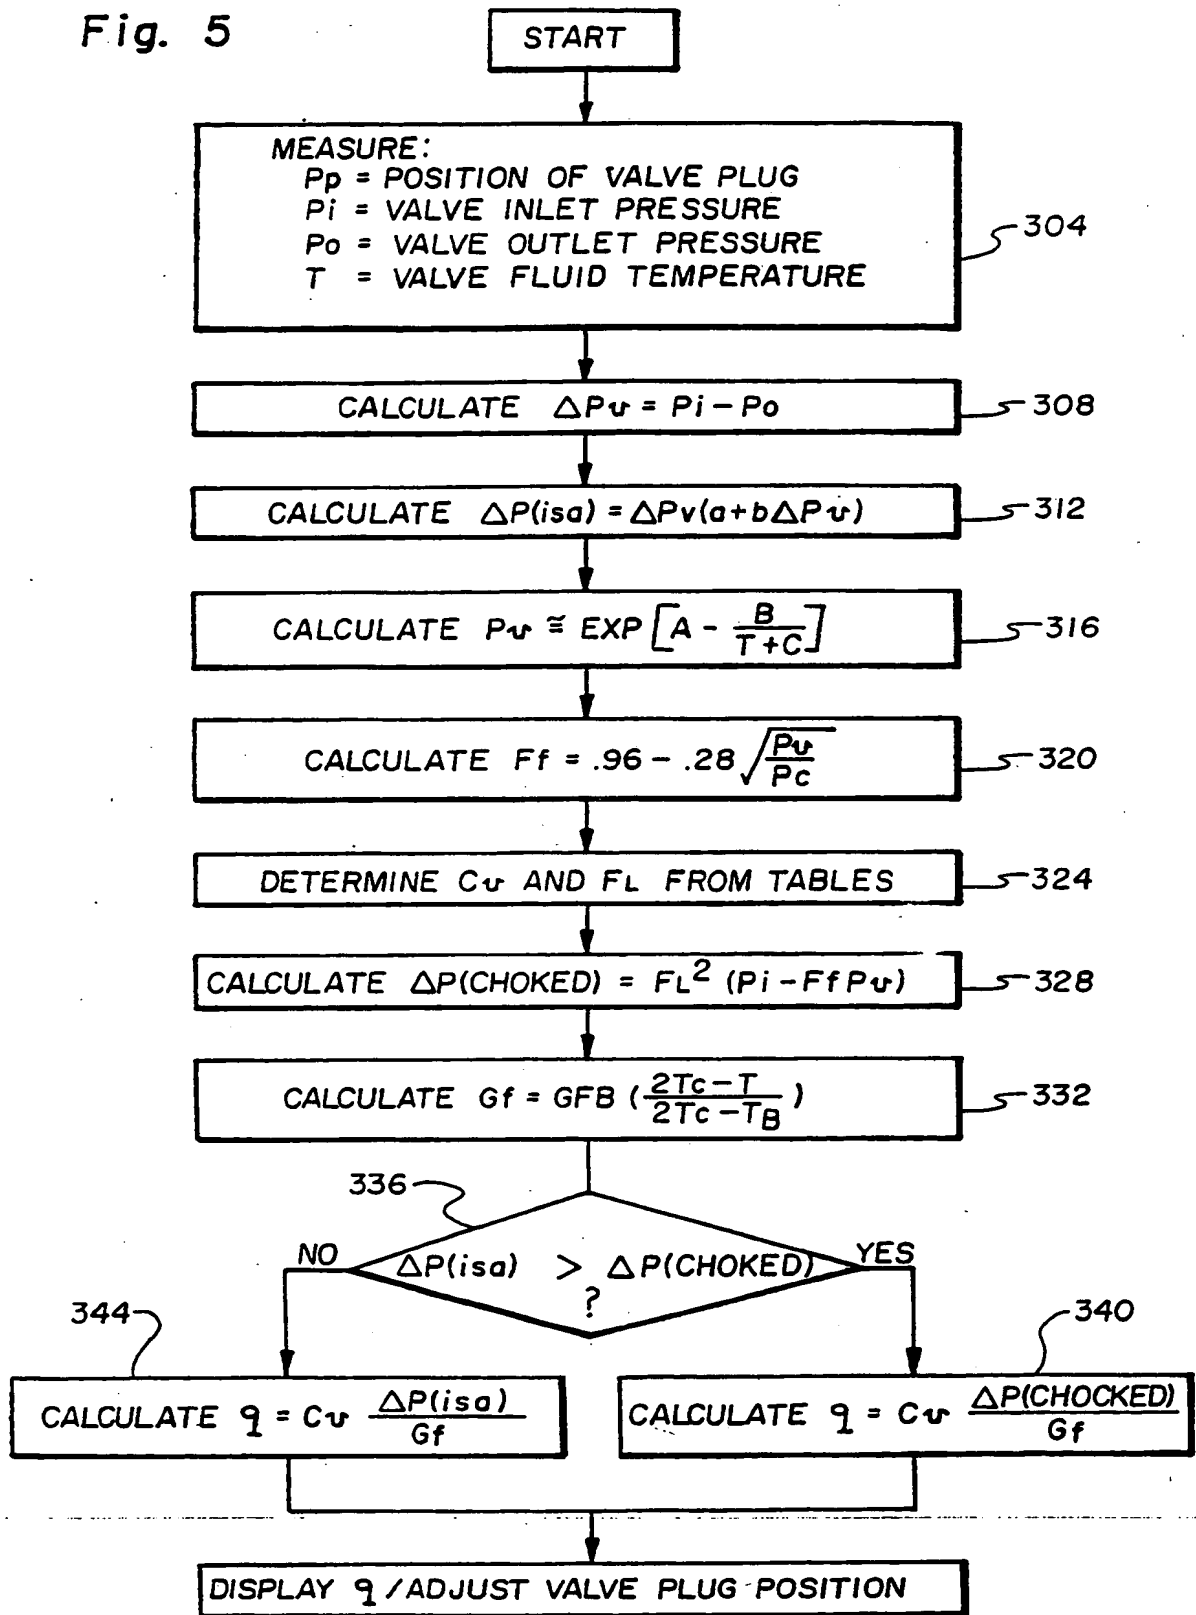 Fig. 5
START
MEASURE:
Pp = POSITION OF VALVE PLUG
Pi = VALVE INLET PRESSURE
Po = VALVE OUTLET PRESSURE
T = VALVE FLUID TEMPERATURE
304
CALCULATE ΔPv = Pi - Po
308
CALCULATE ΔP(isa) = ΔPv(a+bΔPv)
312
CALCULATE Pv ≅ EXP [A - B/(T+C)]
316
CALCULATE Ff = .96 - .28 √(Pv/Pc)
320
DETERMINE Cv AND FL FROM TABLES
324
CALCULATE ΔP(CHOKED) = FL² (Pi - Ff Pv)
328
CALCULATE Gf = GFB ((2Tc - T)/(2Tc - TB))
332
336
NO
ΔP(isa) > ΔP(CHOKED)
?
YES
344
340
CALCULATE q = Cv ΔP(isa)/Gf
CALCULATE q = Cv ΔP(CHOCKED)/Gf
DISPLAY q/ADJUST VALVE PLUG POSITION